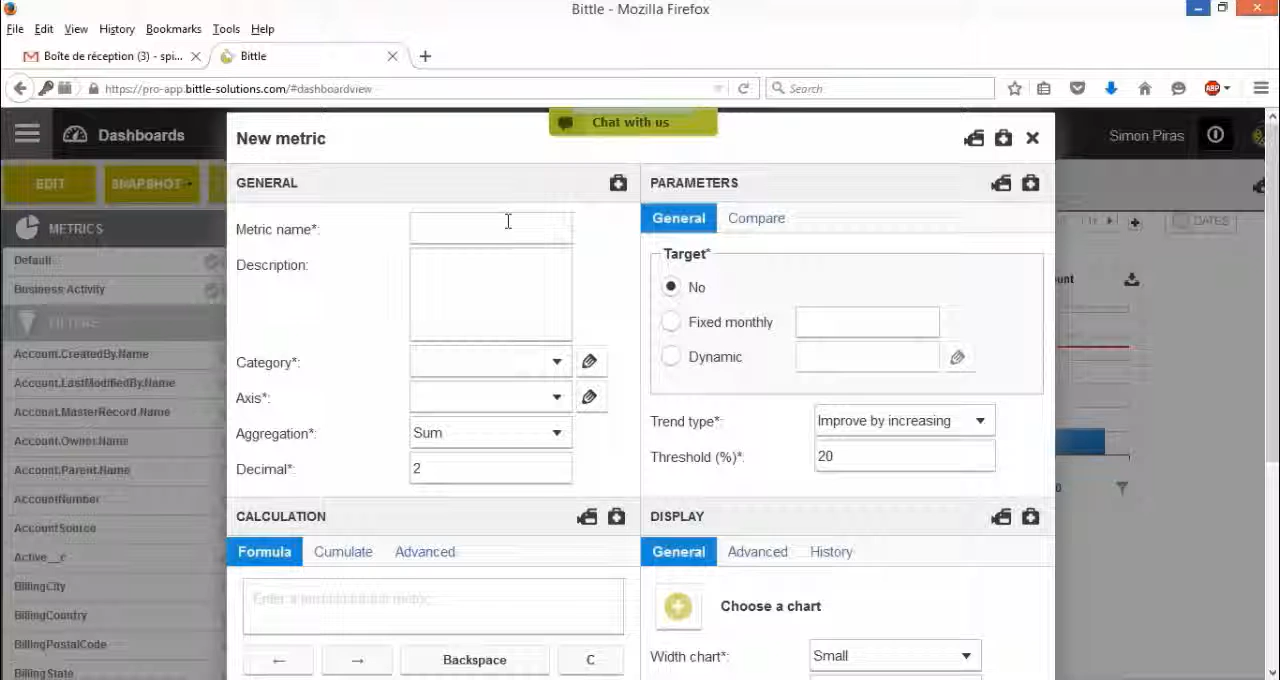 Bittle - Mozilla Firefox
File Edit View History Bookmarks Tools Help
Boîte de réception (3) - spi...
Bittle
https://pro-app.bittle-solutions.com/#dashboardview
Search
Chat with us
Dashboards
Simon Piras
EDIT
SNAPSHOT
METRICS
Default
Business Activity
FILTERS
Account.CreatedBy.Name
Account.LastModifiedBy.Name
Account.MasterRecord.Name
Account.Owner.Name
Account.Parent.Name
AccountNumber
AccountSource
Active__c
BillingCity
BillingCountry
BillingPostalCode
BillingState
New metric
GENERAL
Metric name*:
Description:
Category*:
Axis*:
Aggregation*: Sum
Decimal*: 2
CALCULATION
Formula Cumulate Advanced
← → Backspace C
PARAMETERS
General Compare
Target*
No
Fixed monthly
Dynamic
Trend type*: Improve by increasing
Threshold (%)*: 20
DISPLAY
General Advanced History
Choose a chart
Width chart*: Small
DATES
ABP